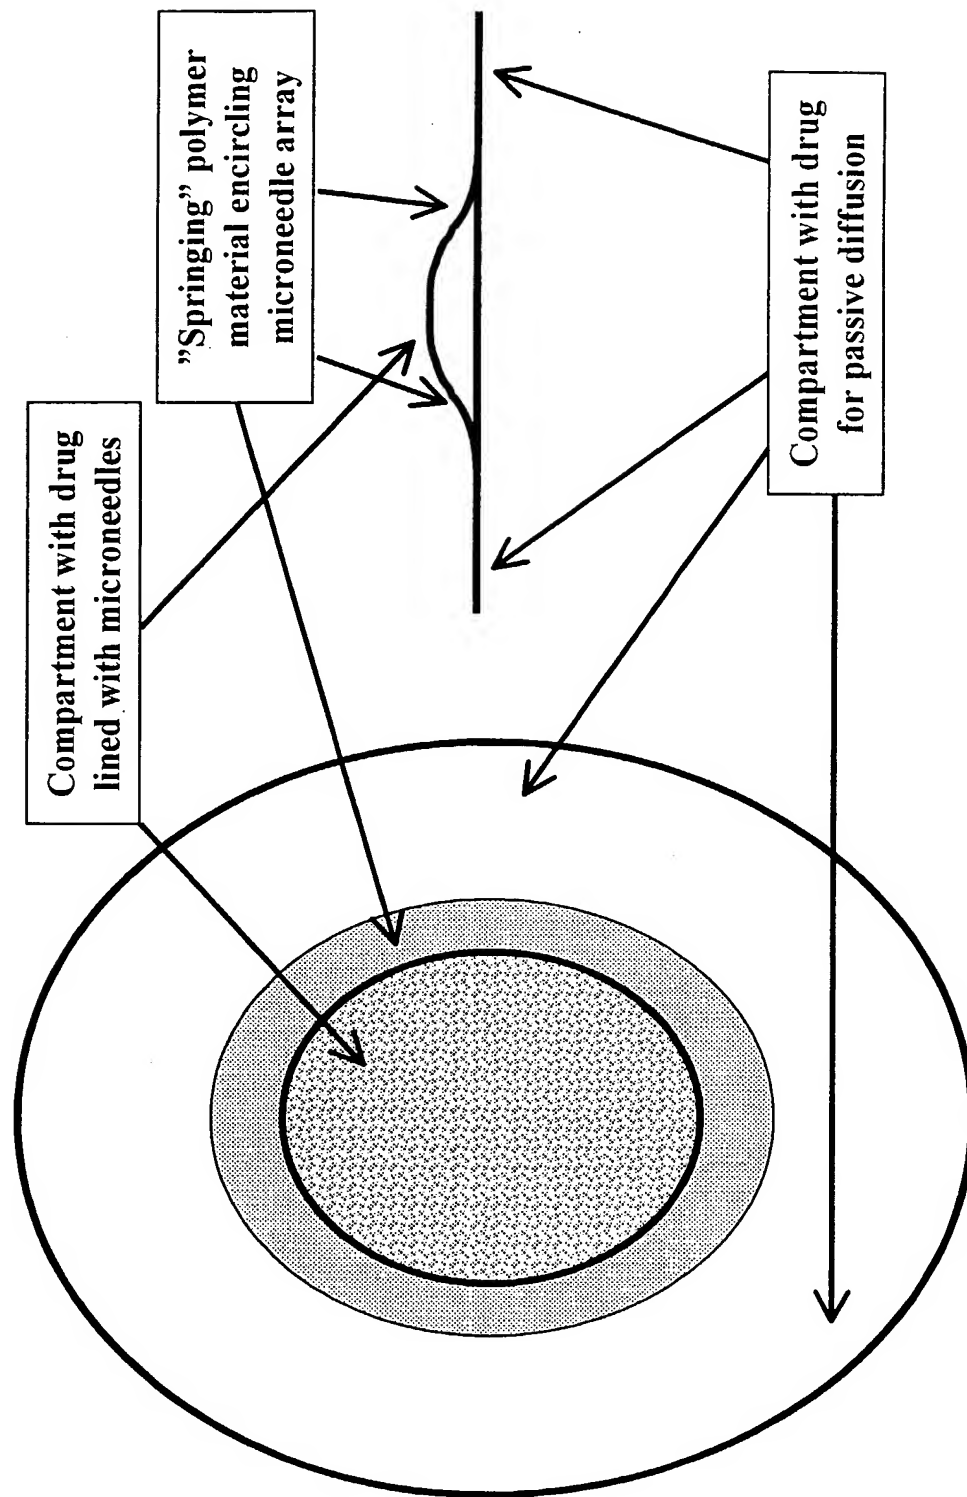 Compartment with drug
lined with microneedles
”Springing” polymer
material encircling
microneedle array
Compartment with drug
for passive diffusion